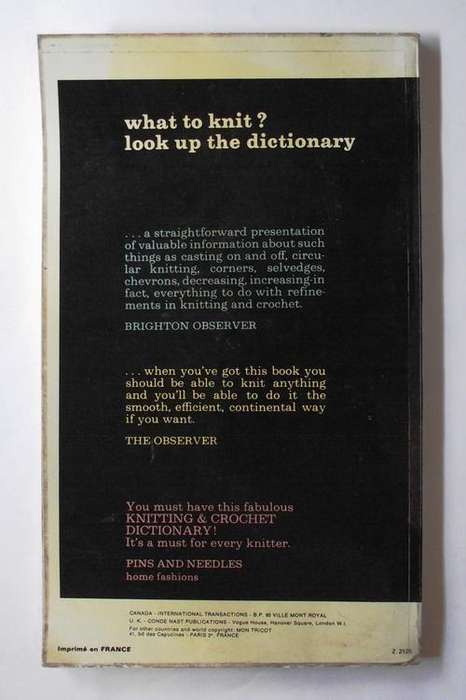 what to knit ?
look up the dictionary
. . . a straightforward presentation
of valuable information about such
things as casting on and off, circu-
lar knitting, corners, selvedges,
chevrons, decreasing, increasing-in
fact, everything to do with refine-
ments in knitting and crochet.
BRIGHTON OBSERVER
. . . when you've got this book you
should be able to knit anything
and you'll be able to do it the
smooth, efficient, continental way
if you want.
THE OBSERVER
You must have this fabulous
KNITTING & CROCHET
DICTIONARY!
It's a must for every knitter.
PINS AND NEEDLES
home fashions
CANADA - INTERNATIONAL TRANSACTIONS - B.P. VILLE MONT ROYAL
U. K. - CONDE NAST PUBLICATIONS - Vogue House, Hanover Square, London W I.
For other countries and world copyright: MON TRICOT
41, bd des Capucines - PARIS 2e, FRANCE
Imprimé en FRANCE